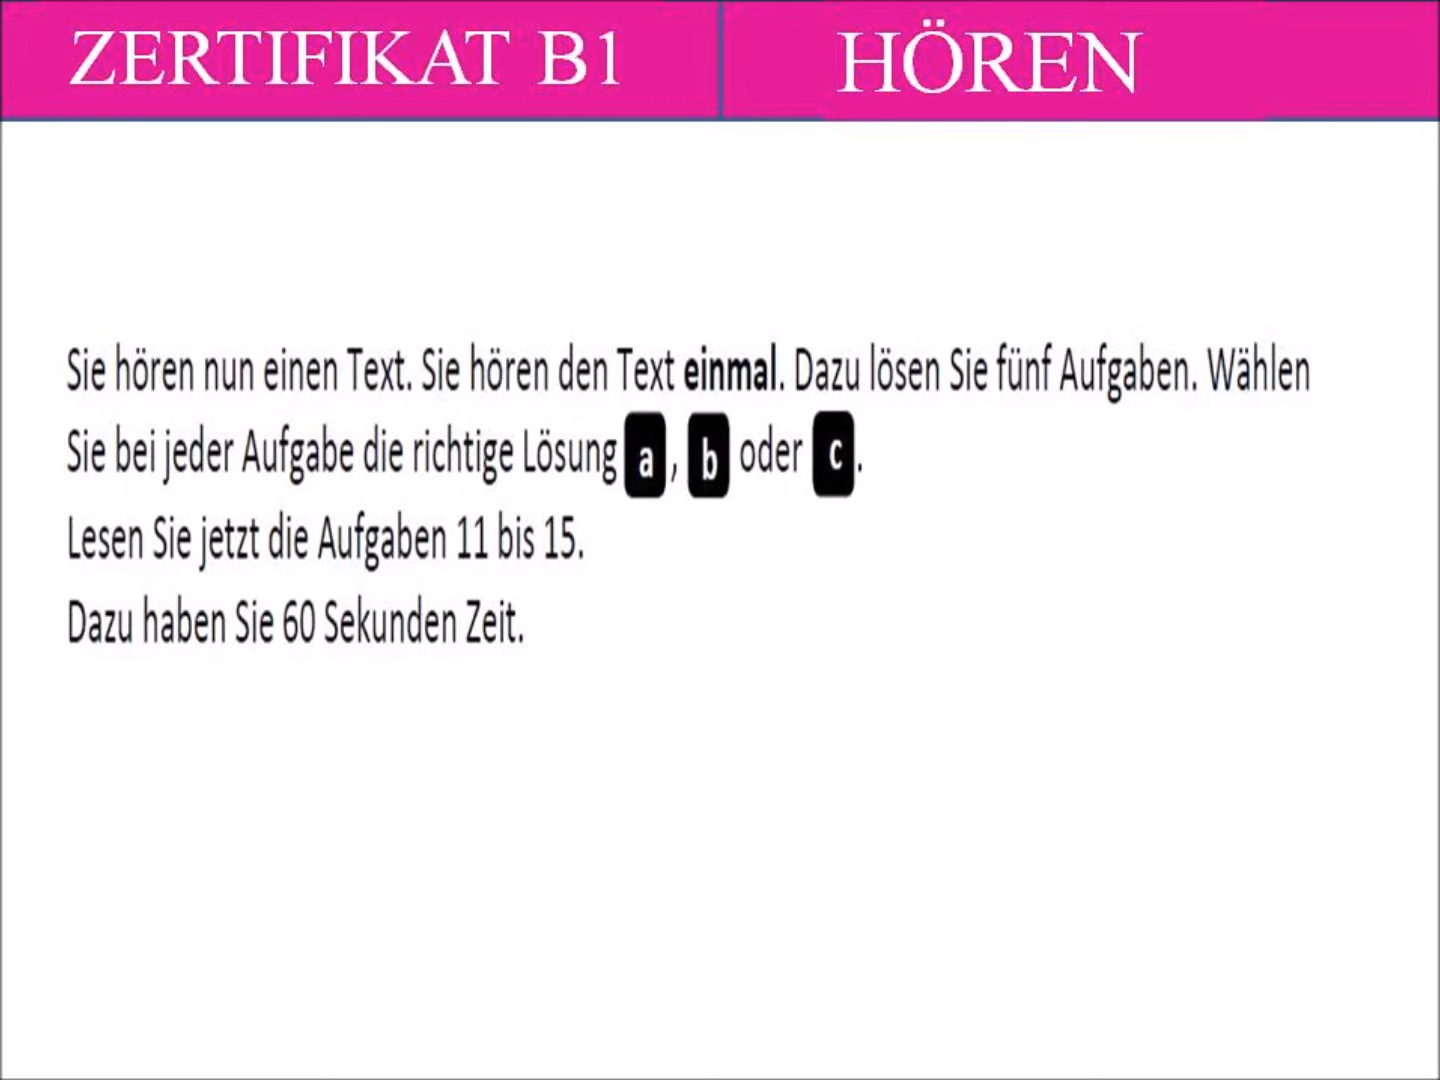 ZERTIFIKAT B1
HÖREN
Sie hören nun einen Text. Sie hören den Text einmal. Dazu lösen Sie fünf Aufgaben. Wählen
Sie bei jeder Aufgabe die richtige Lösung a, b oder c.
Lesen Sie jetzt die Aufgaben 11 bis 15.
Dazu haben Sie 60 Sekunden Zeit.